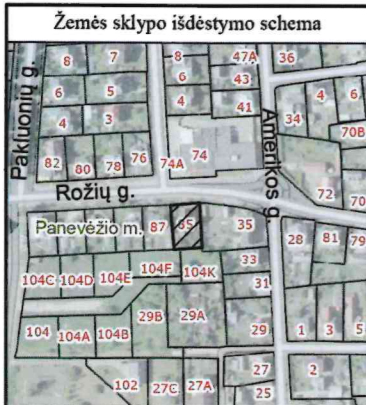 Žemės sklypo išdėstymo schema
8 7 8 47A 36
6 5 6 43 4 6
4 3 4 41 34
70B
82 80 78 76 74A 74 72 70
Pakluonių g.
Amerikos g.
Rožių g.
Panevėžio m. 87 85 35 28 81 79
104C 104D 104E 104F 104K 33
31
104 104A 104B 29B 29A 29 1 3 5
102 27C 27A 27 2
25